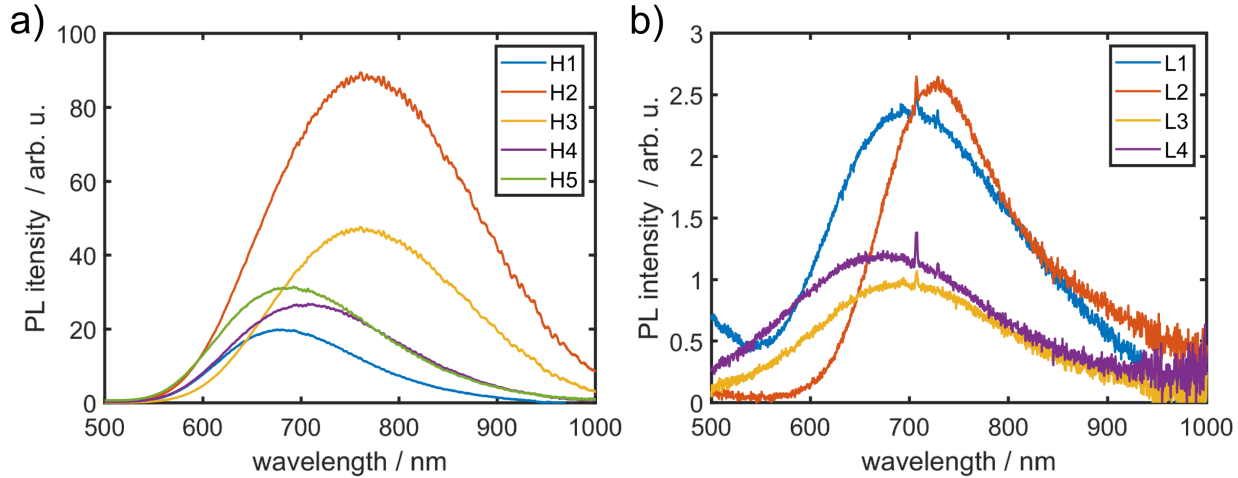 a)
100
80
60
40
20
0
PL itensity / arb. u.
500
600
700
800
900
1000
wavelength / nm
H1
H2
H3
H4
H5
b)
3
2.5
2
1.5
1
0.5
0
PL intensity / arb. u.
500
600
700
800
900
1000
wavelength / nm
L1
L2
L3
L4